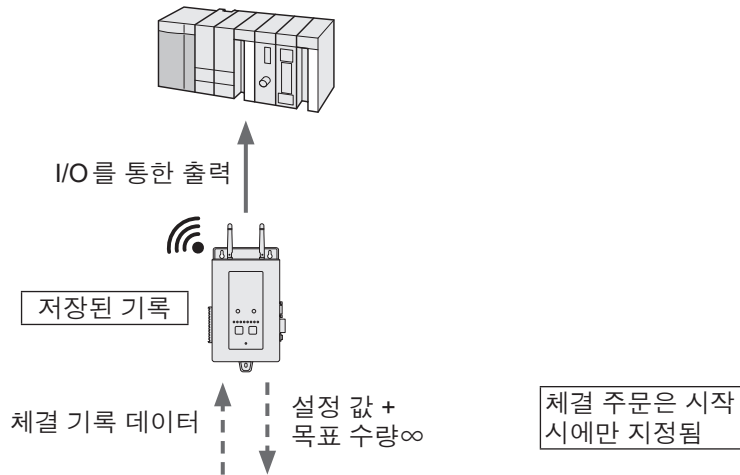 I/O를 통한 출력
저장된 기록
체결 기록 데이터
설정 값 +
목표 수량∞
체결 주문은 시작
시에만 지정됨